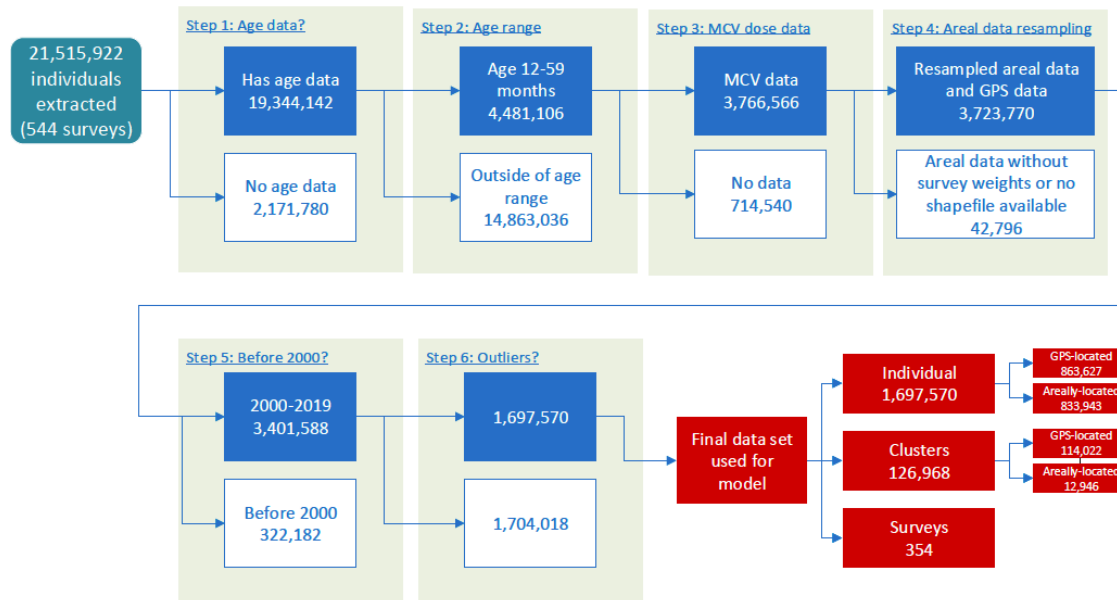 21,515,922
individuals
extracted
(544 surveys)
Step 1: Age data?
Has age data
19,344,142
No age data
2,171,780
Step 2: Age range
Age 12-59
months
4,481,106
Outside of age
range
14,863,036
Step 3: MCV dose data
MCV data
3,766,566
No data
714,540
Step 4: Areal data resampling
Resampled areal data
and GPS data
3,723,770
Areal data without
survey weights or no
shapefile available
42,796
Step 5: Before 2000?
2000-2019
3,401,588
Before 2000
322,182
Step 6: Outliers?
1,697,570
1,704,018
Final data set
used for
model
Individual
1,697,570
GPS-located
863,627
Areally-located
833,943
Clusters
126,968
GPS-located
114,022
Areally-located
12,946
Surveys
354